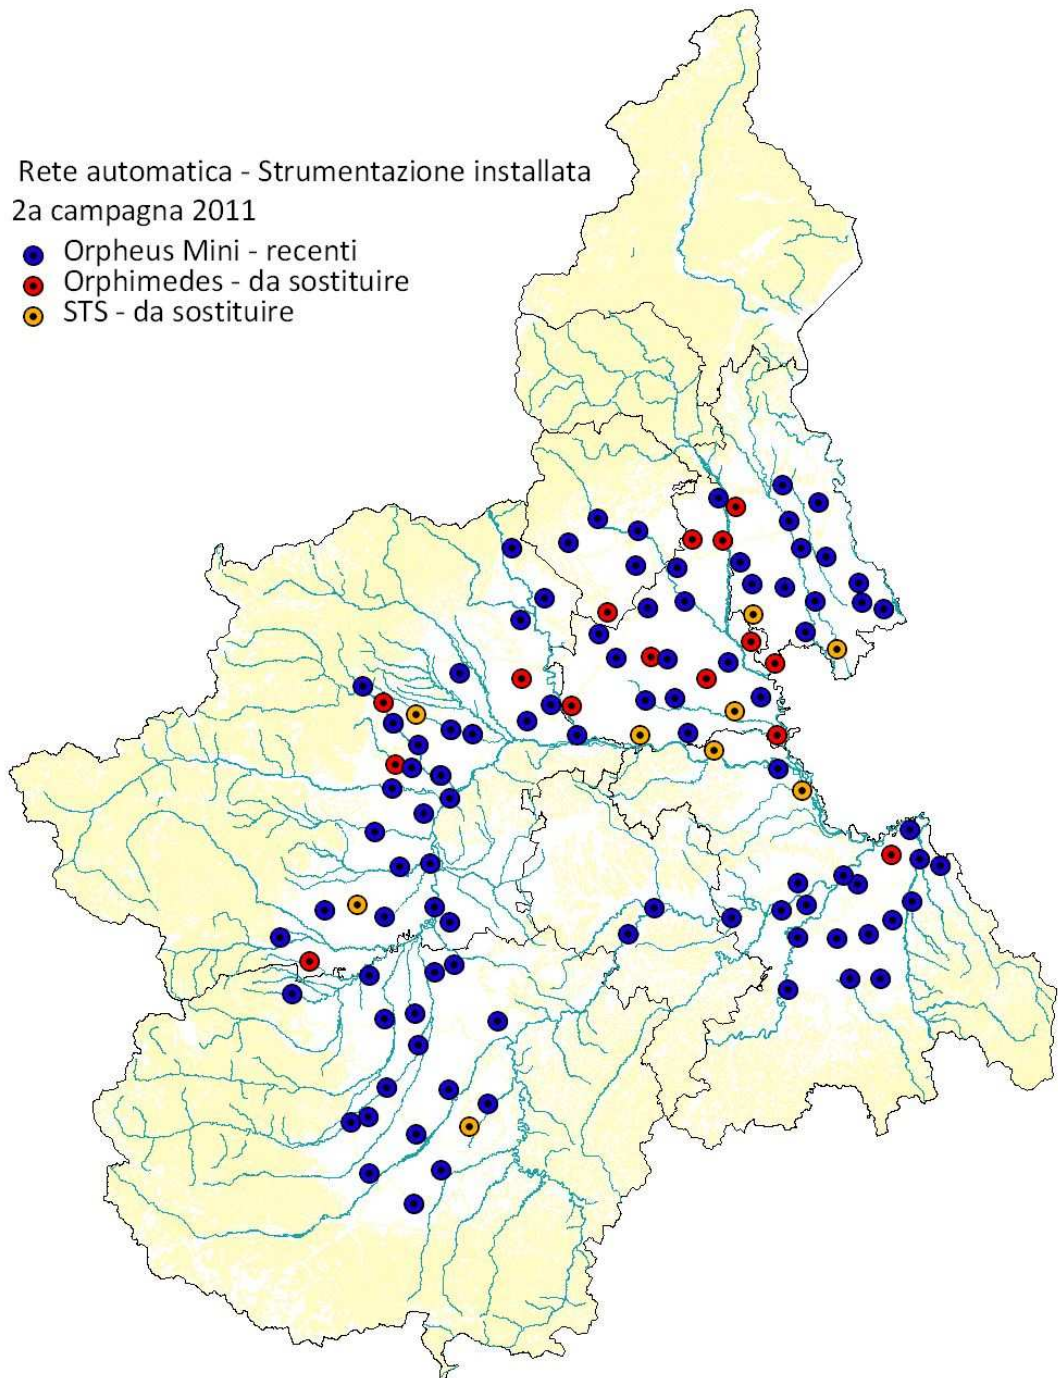 Rete automatica - Strumentazione installata
2a campagna 2011
Orpheus Mini - recenti
Orphimedes - da sostituire
STS - da sostituire